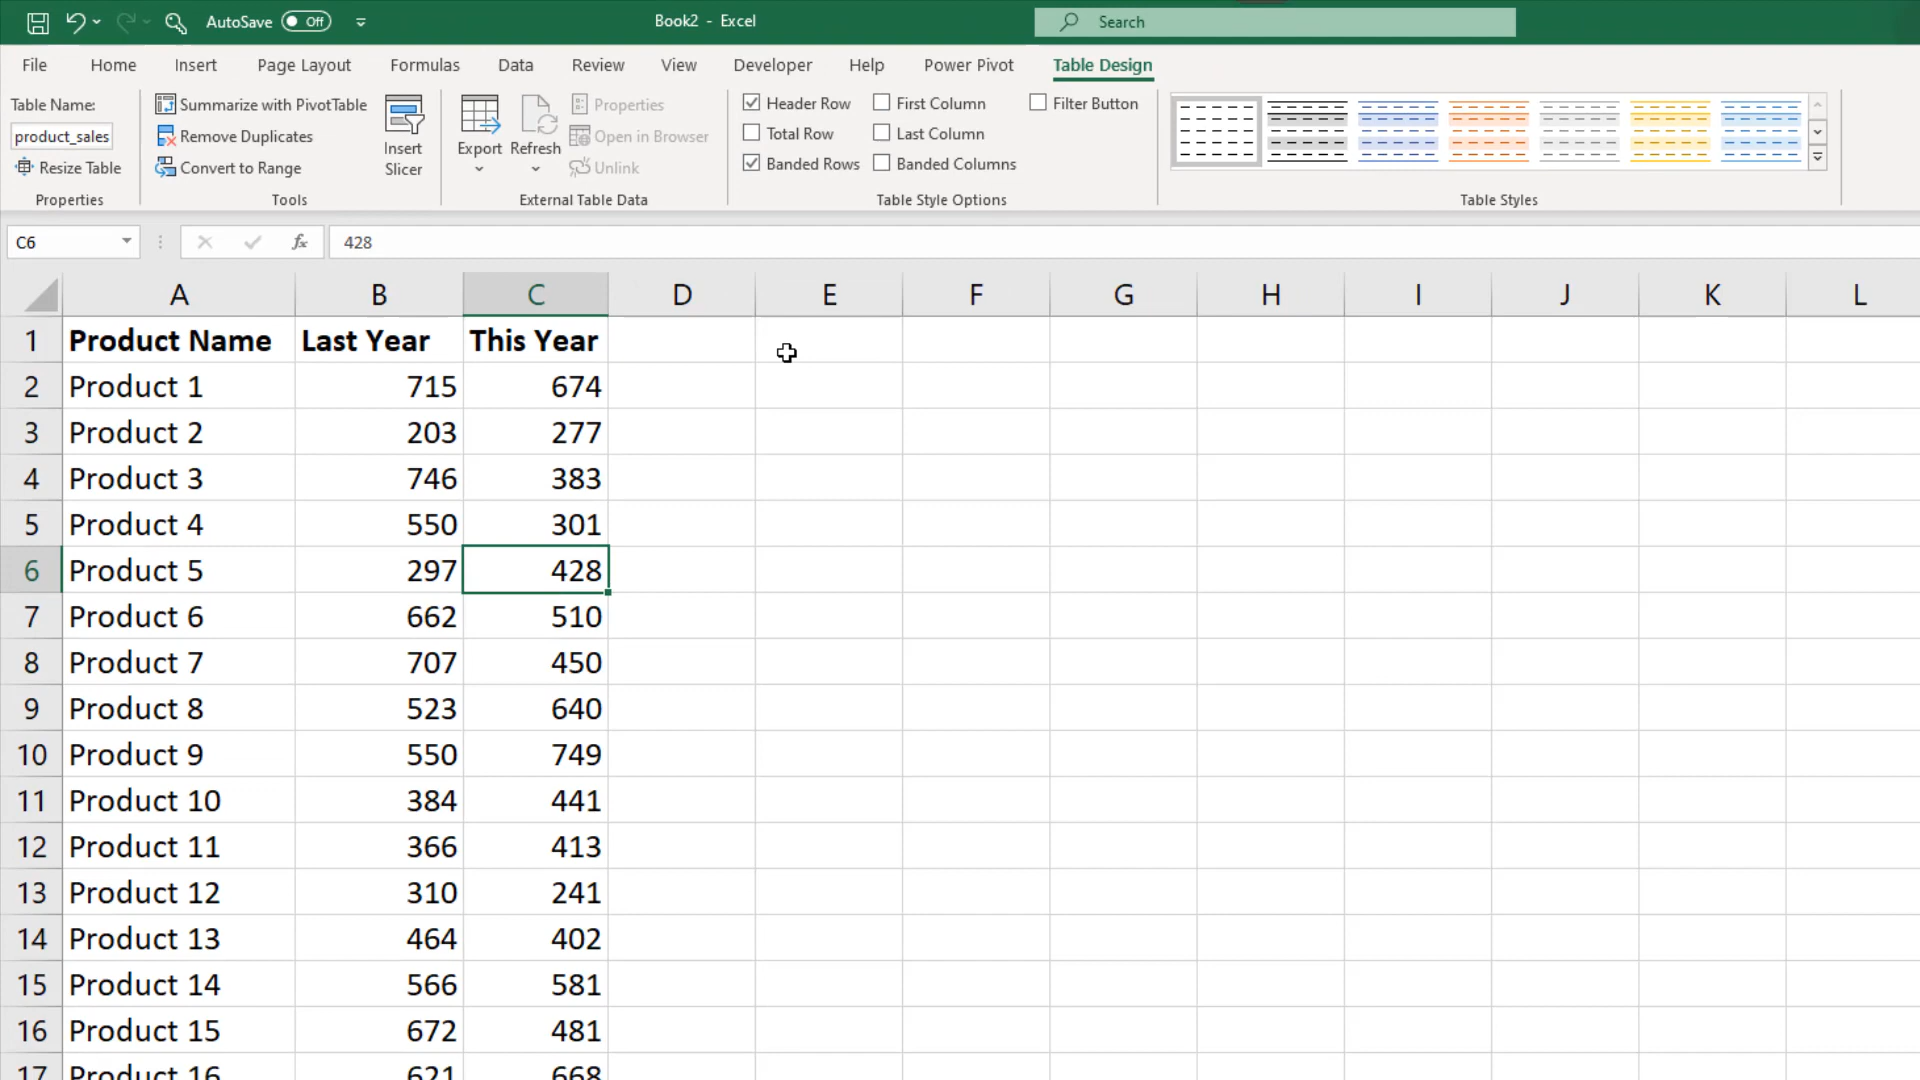 AutoSave Off Book2 - Excel Search
File Home Insert Page Layout Formulas Data Review View Developer Help Power Pivot Table Design
Table Name:
product_sales
Resize Table
Properties
Summarize with PivotTable
Remove Duplicates
Convert to Range
Insert
Slicer
Tools
Export Refresh
Properties
Open in Browser
Unlink
External Table Data
Header Row First Column Filter Button
Total Row Last Column
Banded Rows Banded Columns
Table Style Options
Table Styles
C6 fx 428
A B C D E F G H I J K L
1 Product Name Last Year This Year
2 Product 1 715 674
3 Product 2 203 277
4 Product 3 746 383
5 Product 4 550 301
6 Product 5 297 428
7 Product 6 662 510
8 Product 7 707 450
9 Product 8 523 640
10 Product 9 550 749
11 Product 10 384 441
12 Product 11 366 413
13 Product 12 310 241
14 Product 13 464 402
15 Product 14 566 581
16 Product 15 672 481
17 Product 16 621 668